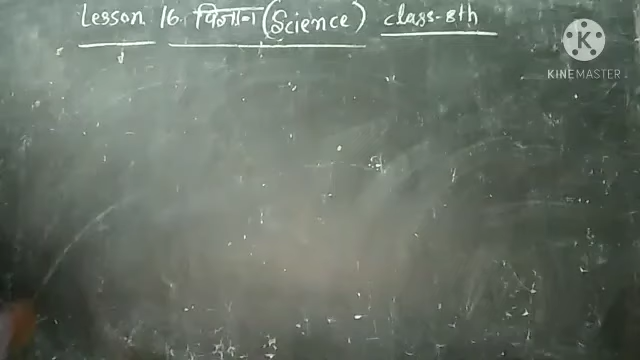 Lesson 16 विज्ञान (Science) class-8th
K
KINEMASTER